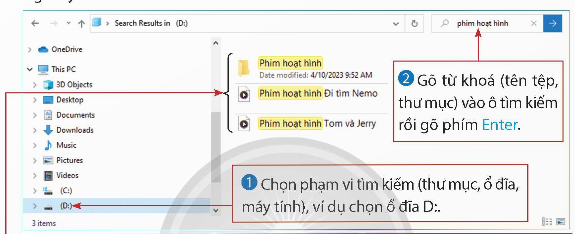 Search Results in (D:)
phim hoạt hình
OneDrive
This PC
3D Objects
Desktop
Documents
Downloads
Music
Pictures
Videos
(C:)
(D:)
3 items
Phim hoạt hình
Date modified: 4/10/2023 9:52 AM
Phim hoạt hình Đi tìm Nemo
Phim hoạt hình Tom và Jerry
2 Gõ từ khoá (tên tệp,
thư mục) vào ô tìm kiếm
rồi gõ phím Enter.
1 Chọn phạm vi tìm kiếm (thư mục, ổ đĩa,
máy tính), ví dụ chọn ổ đĩa D:.